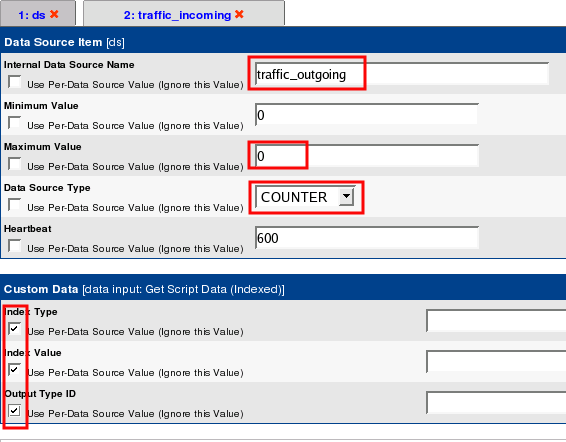 1: ds ✖ 2: traffic_incoming ✖
Data Source Item [ds]
Internal Data Source Name
Use Per-Data Source Value (Ignore this Value)
traffic_outgoing
Minimum Value
Use Per-Data Source Value (Ignore this Value)
0
Maximum Value
Use Per-Data Source Value (Ignore this Value)
0
Data Source Type
Use Per-Data Source Value (Ignore this Value)
COUNTER
Heartbeat
Use Per-Data Source Value (Ignore this Value)
600
Custom Data [data input: Get Script Data (Indexed)]
Index Type
Use Per-Data Source Value (Ignore this Value)
Index Value
Use Per-Data Source Value (Ignore this Value)
Output Type ID
Use Per-Data Source Value (Ignore this Value)